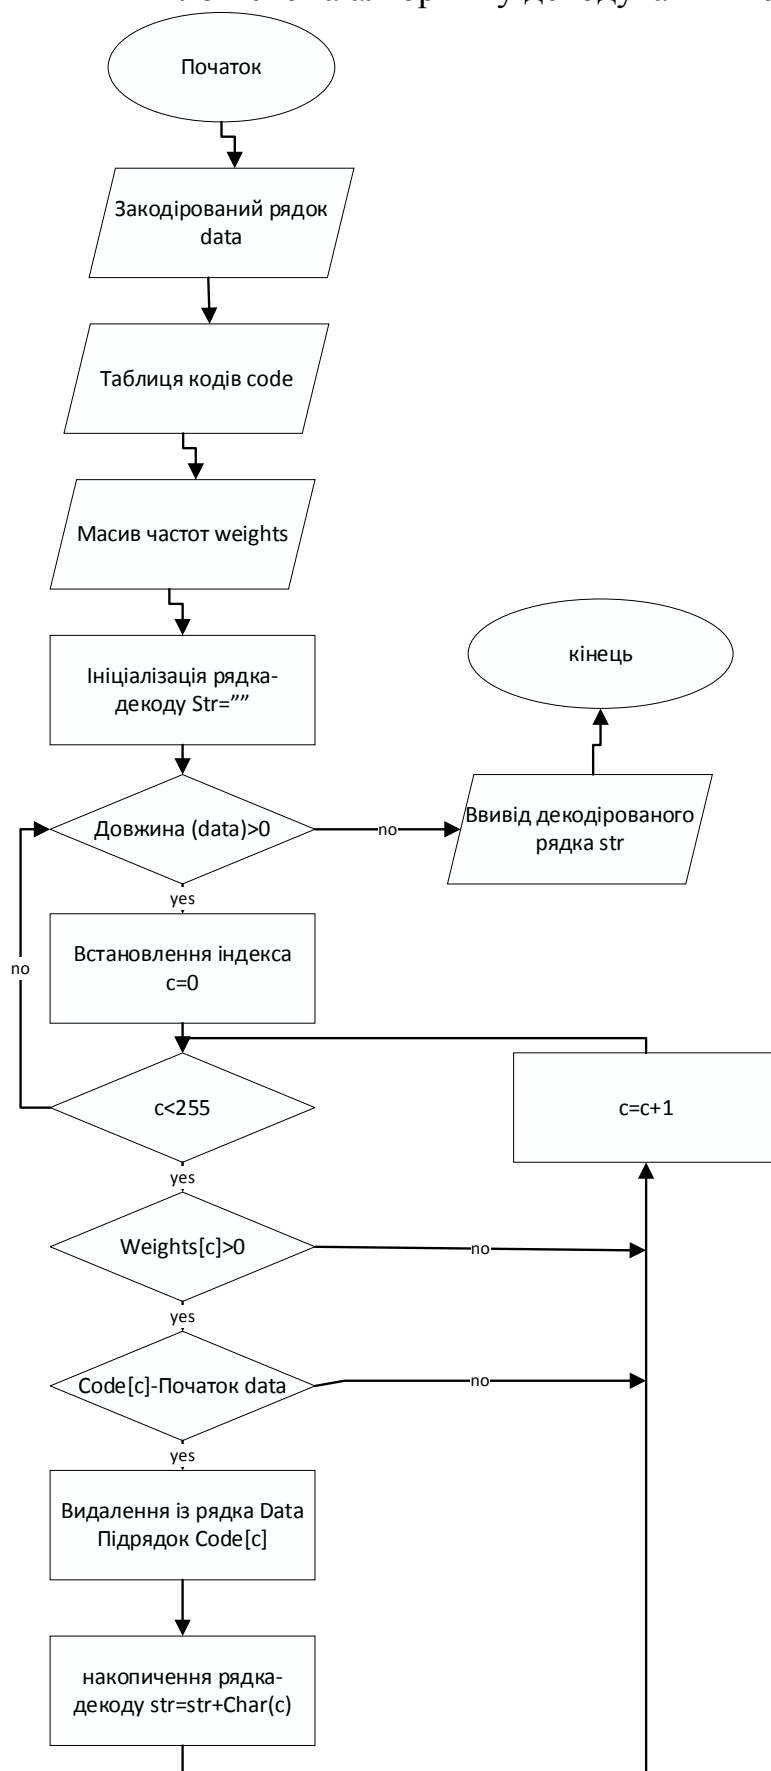 Початок
Закодірований рядок
data
Таблиця кодів code
Масив частот weights
Ініціалізація рядка-
декоду Str=””
кінець
Довжина (data)>0
no
Ввивід декодірованого
рядка str
yes
Встановлення індекса
c=0
no
c<255
c=c+1
yes
Weights[c]>0
no
yes
Code[c]-Початок data
no
yes
Видалення із рядка Data
Підрядок Code[c]
накопичення рядка-
декоду str=str+Char(c)